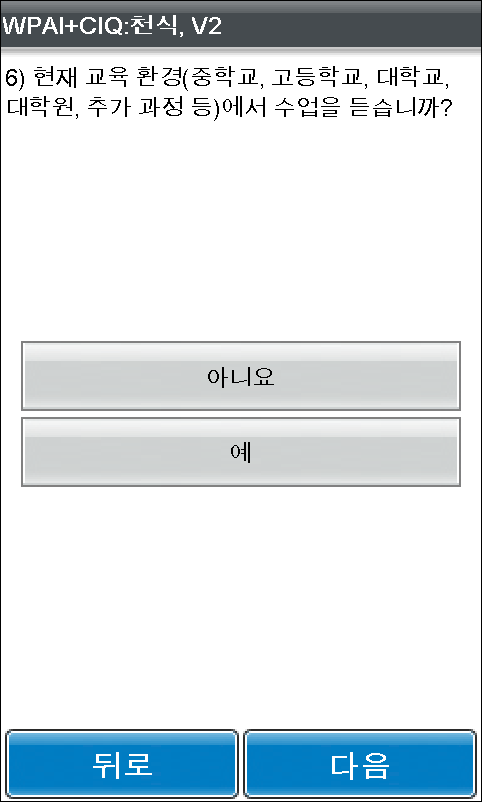 WPAI+CIQ:천식, V2
6) 현재 교육 환경(중학교, 고등학교, 대학교,
대학원, 추가 과정 등)에서 수업을 듣습니까?
아니요
예
뒤로
다음